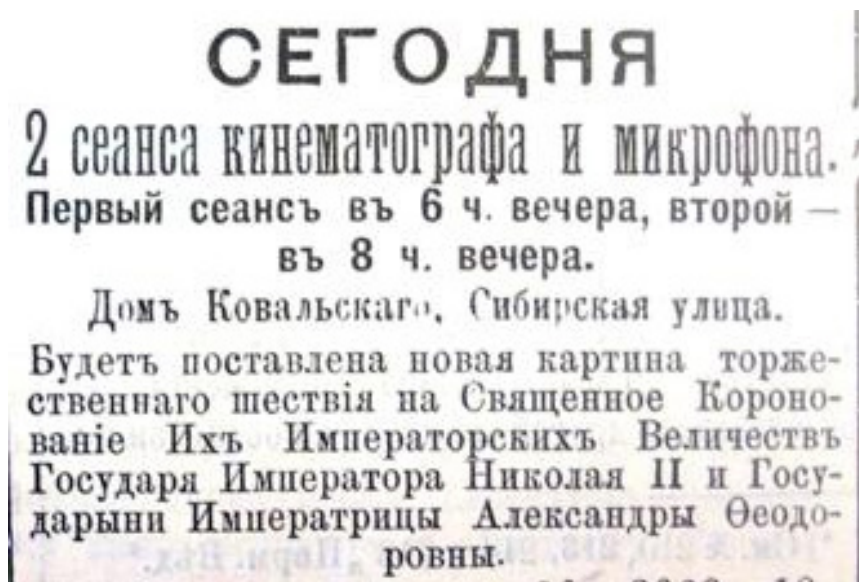 СЕГОДНЯ
2 сеанса кинематографа и микрофона.
Первый сеансъ въ 6 ч. вечера, второй —
въ 8 ч. вечера.
Домъ Ковальскаго, Сибирская улица.
Будетъ поставлена новая картина торже-
ственнаго шествія на Священное Короно-
ваніе Ихъ Императорскихъ Величествъ
Государя Императора Николая II и Госу-
дарыни Императрицы Александры Ѳеодо-
ровны.